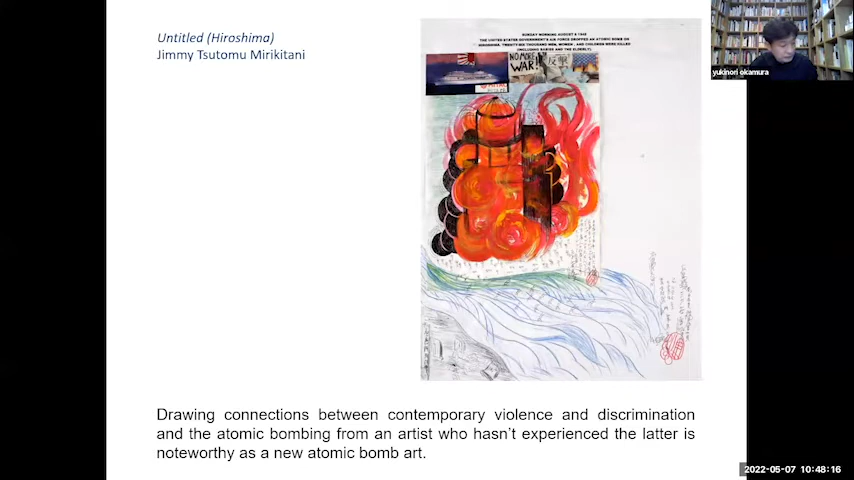 Untitled (Hiroshima)
Jimmy Tsutomu Mirikitani
SUNDAY MORNING AUGUST 6 1945
THE UNITED STATES GOVERNMENT'S AIR FORCE DROPPED AN ATOMIC BOMB ON
HIROSHIMA, TWENTY-SIX THOUSAND MEN, WOMEN, AND CHILDREN WERE KILLED
(INCLUDING BABIES AND THE ELDERLY).
NO MORE
WAR!
反撃
yukinori okamura
Drawing connections between contemporary violence and discrimination
and the atomic bombing from an artist who hasn't experienced the latter is
noteworthy as a new atomic bomb art.
2022-05-07 10:48:16